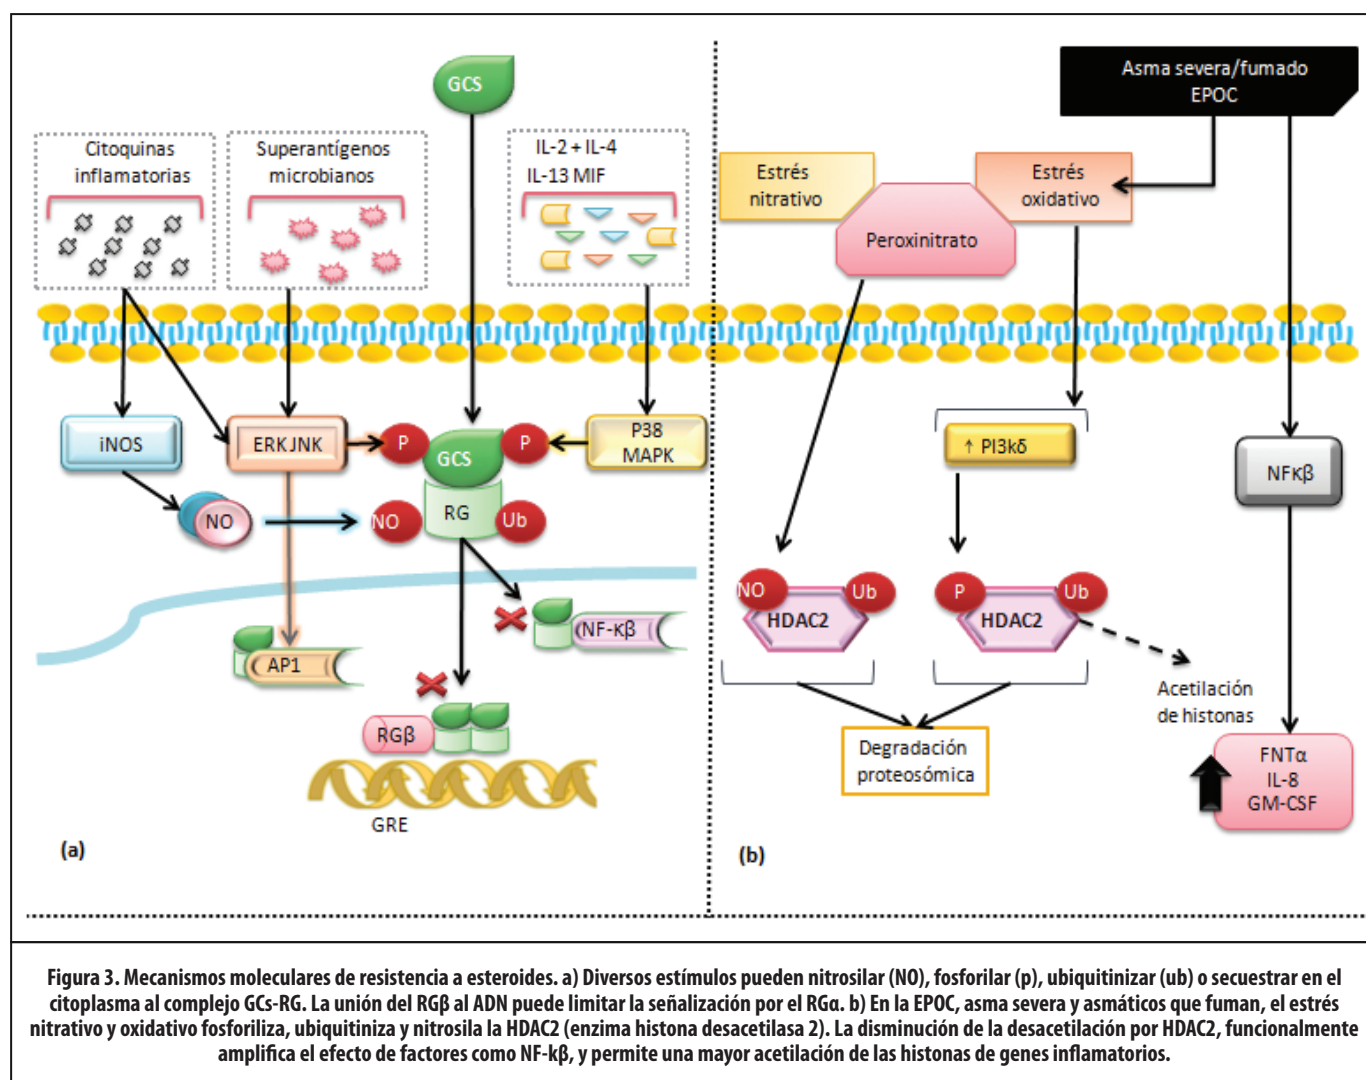 GCS
Citoquinas
inflamatorias
Superantígenos
microbianos
IL-2 + IL-4
IL-13 MIF
iNOS
ERK JNK
P
GCS
P
P38
MAPK
NO
NO
RG
Ub
NF-κβ
AP1
RGβ
GRE
(a)
Asma severa/fumado
EPOC
Estrés
nitrativo
Estrés
oxidativo
Peroxinitrato
↑ PI3kδ
NFκβ
NO
Ub
HDAC2
P
Ub
HDAC2
Acetilación
de histonas
Degradación
proteosómica
FNTα
IL-8
GM-CSF
(b)
Figura 3. Mecanismos moleculares de resistencia a esteroides. a) Diversos estímulos pueden nitrosilar (NO), fosforilar (p), ubiquitinizar (ub) o secuestrar en el
citoplasma al complejo GCs-RG. La unión del RGβ al ADN puede limitar la señalización por el RGα. b) En la EPOC, asma severa y asmáticos que fuman, el estrés
nitrativo y oxidativo fosforiliza, ubiquitiniza y nitrosila la HDAC2 (enzima histona desacetilasa 2). La disminución de la desacetilación por HDAC2, funcionalmente
amplifica el efecto de factores como NF-kβ, y permite una mayor acetilación de las histonas de genes inflamatorios.